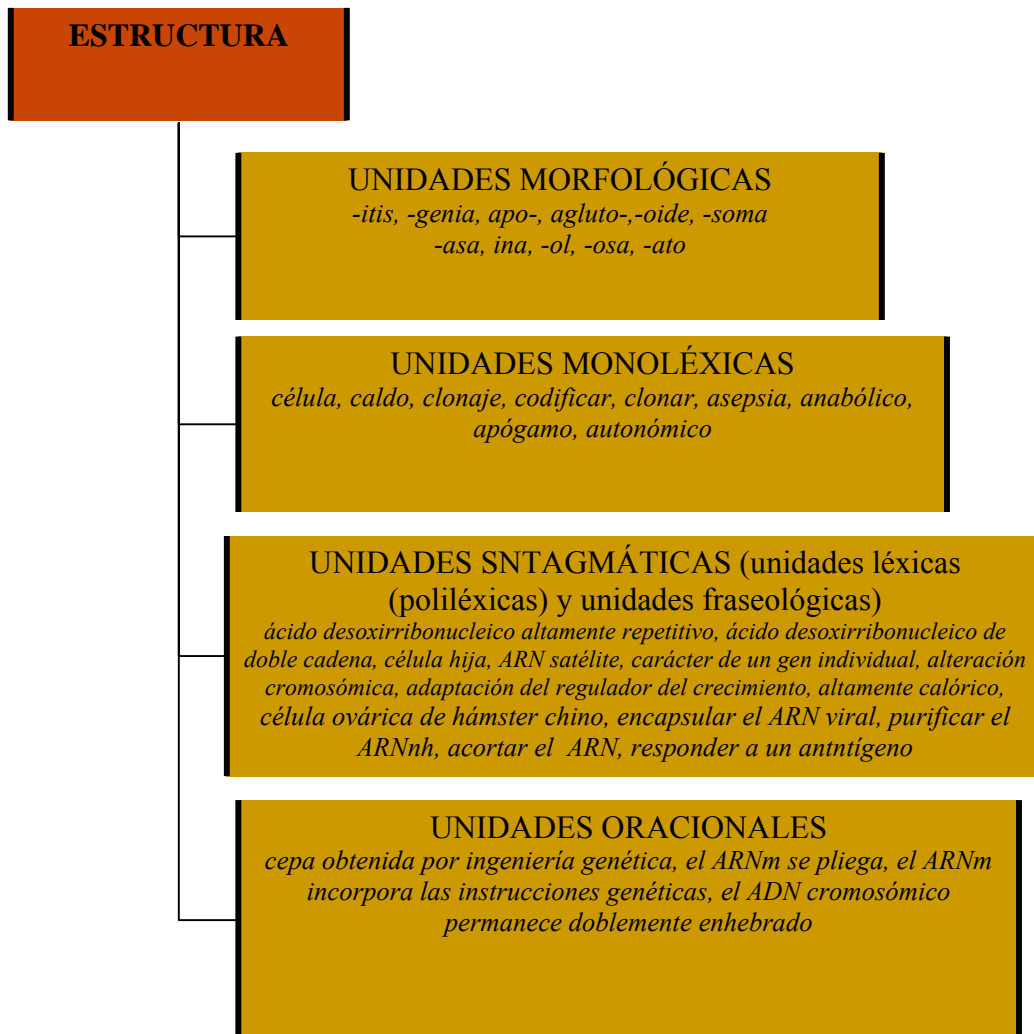 ESTRUCTURA
UNIDADES MORFOLÓGICAS
-itis, -genia, apo-, agluto-,-oide, -soma
-asa, ina, -ol, -osa, -ato
UNIDADES MONOLÉXICAS
célula, caldo, clonaje, codificar, clonar, asepsia, anabólico,
apógamo, autonómico
UNIDADES SNTAGMÁTICAS (unidades léxicas
(poliléxicas) y unidades fraseológicas)
ácido desoxirribonucleico altamente repetitivo, ácido desoxirribonucleico de
doble cadena, célula hija, ARN satélite, carácter de un gen individual, alteración
cromosómica, adaptación del regulador del crecimiento, altamente calórico,
célula ovárica de hámster chino, encapsular el ARN viral, purificar el
ARNnh, acortar el ARN, responder a un antntígeno
UNIDADES ORACIONALES
cepa obtenida por ingeniería genética, el ARNm se pliega, el ARNm
incorpora las instrucciones genéticas, el ADN cromosómico
permanece doblemente enhebrado